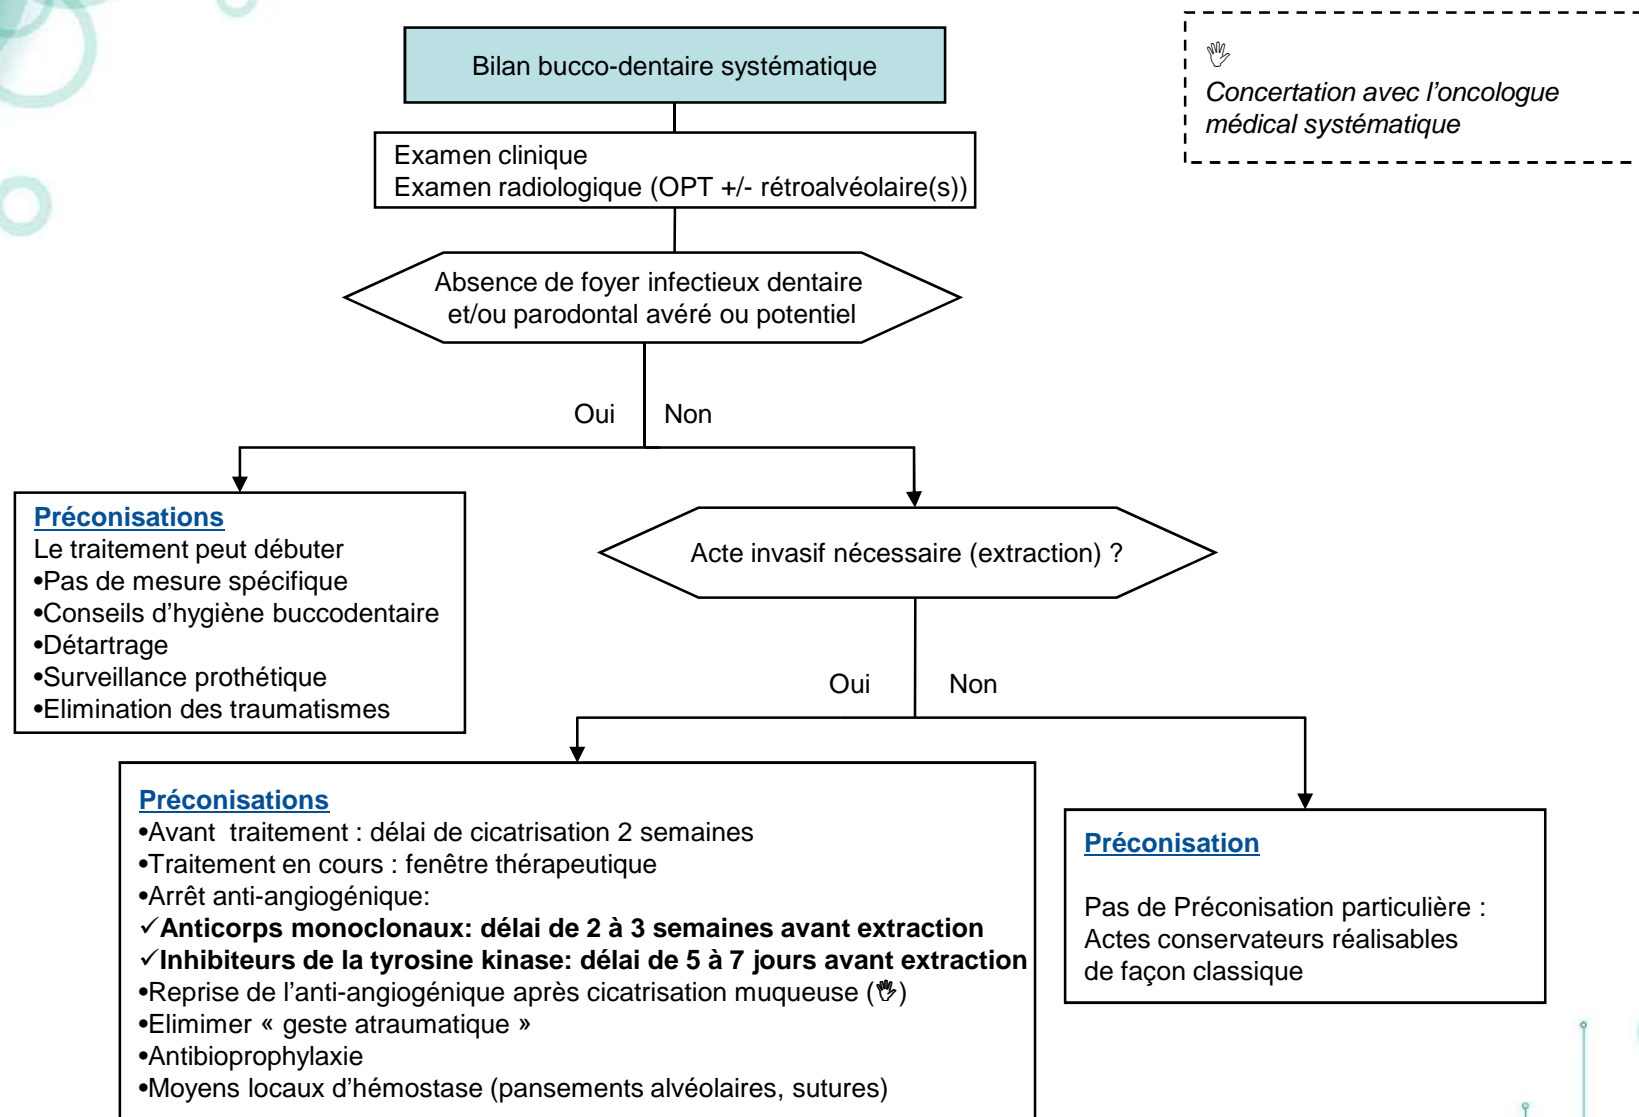 Bilan bucco-dentaire systématique
🖐
Concertation avec l’oncologue
médical systématique
Examen clinique
Examen radiologique (OPT +/- rétroalvéolaire(s))
Absence de foyer infectieux dentaire
et/ou parodontal avéré ou potentiel
Oui
Non
Préconisations
Le traitement peut débuter
•Pas de mesure spécifique
•Conseils d’hygiène buccodentaire
•Détartrage
•Surveillance prothétique
•Elimination des traumatismes
Acte invasif nécessaire (extraction) ?
Oui
Non
Préconisations
•Avant traitement : délai de cicatrisation 2 semaines
•Traitement en cours : fenêtre thérapeutique
•Arrêt anti-angiogénique:
✓Anticorps monoclonaux: délai de 2 à 3 semaines avant extraction
✓Inhibiteurs de la tyrosine kinase: délai de 5 à 7 jours avant extraction
•Reprise de l’anti-angiogénique après cicatrisation muqueuse (🖐)
•Elimimer « geste atraumatique »
•Antibioprophylaxie
•Moyens locaux d’hémostase (pansements alvéolaires, sutures)
Préconisation
Pas de Préconisation particulière :
Actes conservateurs réalisables
de façon classique